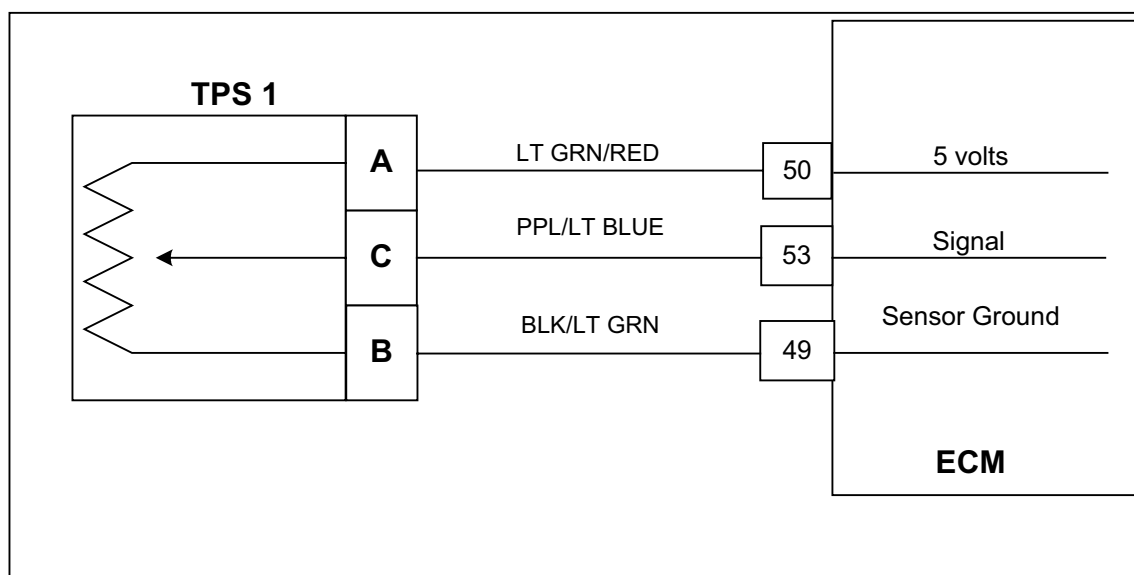 TPS 1
A
LT GRN/RED
50
5 volts
C
PPL/LT BLUE
53
Signal
B
BLK/LT GRN
49
Sensor Ground
ECM